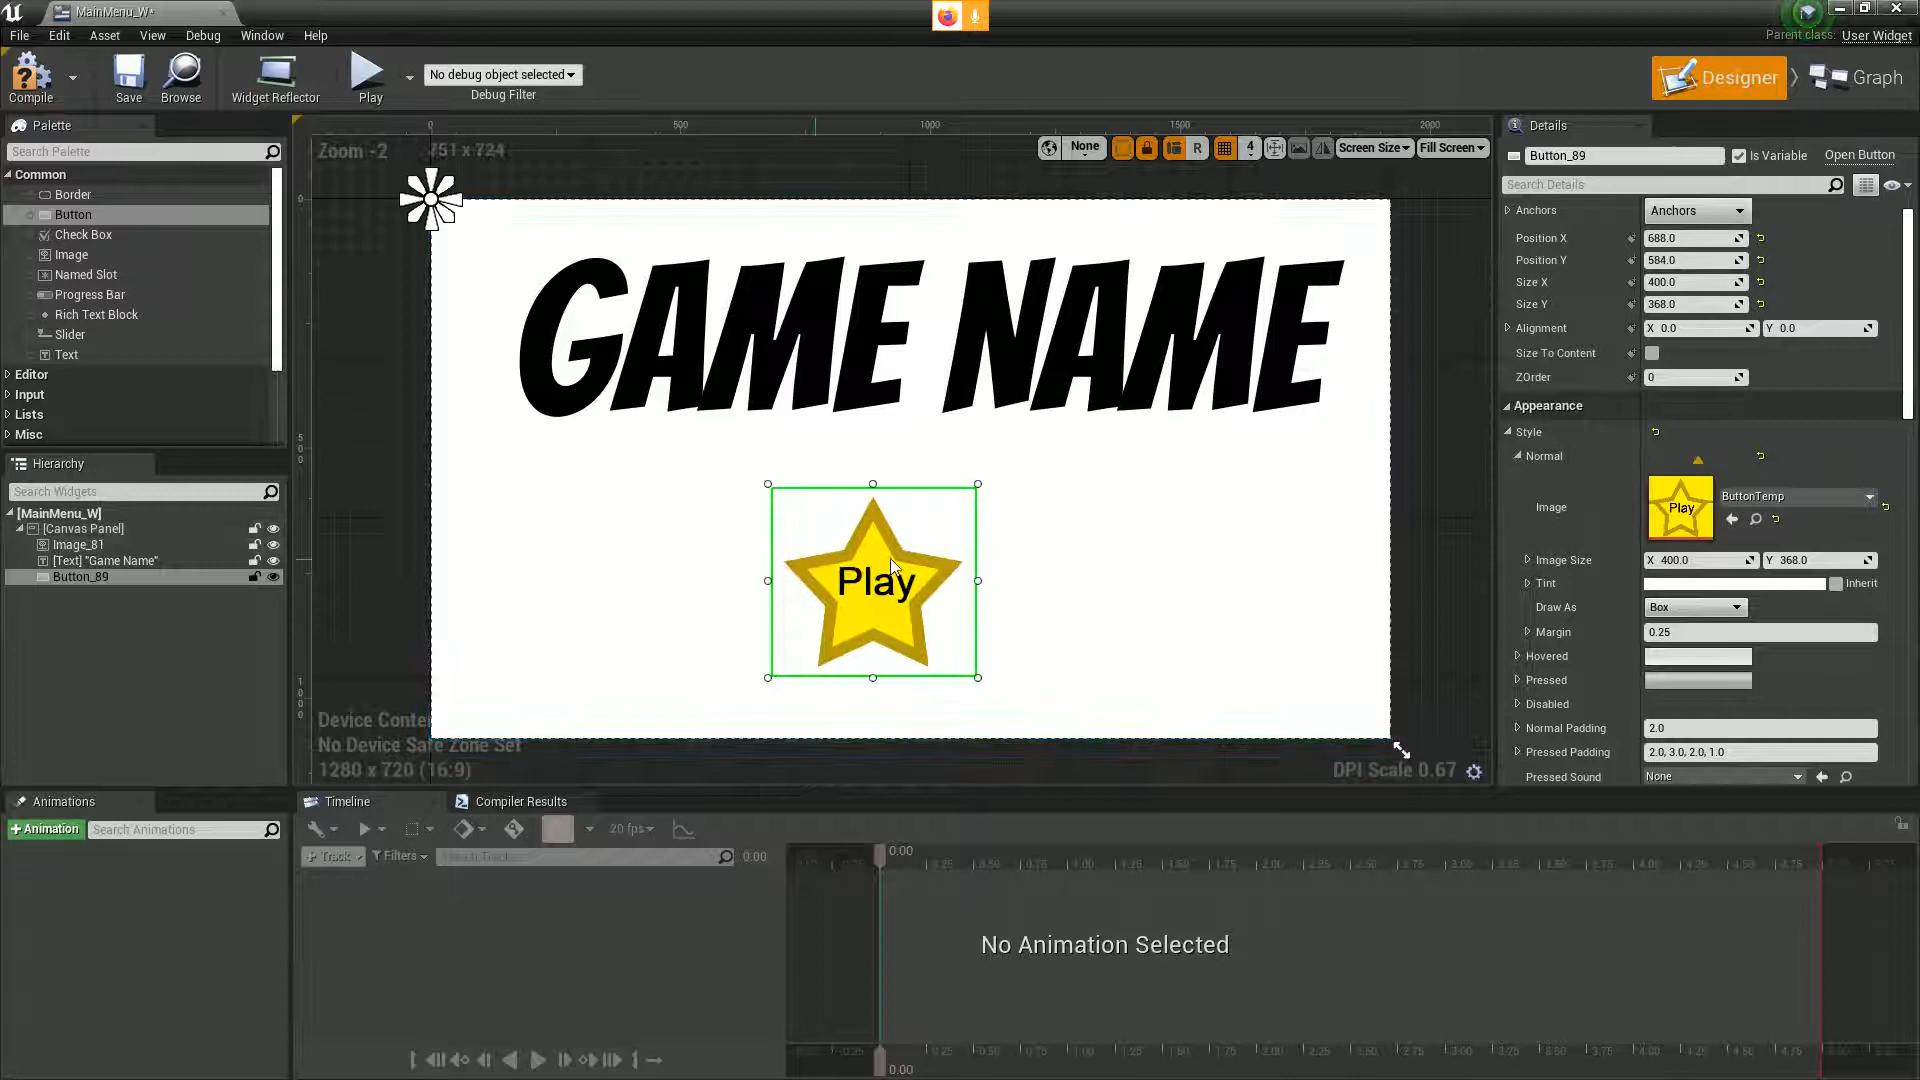 MainMenu_W*
File Edit Asset View Debug Window Help
Parent class: User Widget
Compile Save Browse Widget Reflector Play
No debug object selected
Debug Filter
Designer Graph
Palette
Search Palette
Common
Border
Button
Check Box
Image
Named Slot
Progress Bar
Rich Text Block
Slider
Text
Editor
Input
Lists
Misc
Hierarchy
Search Widgets
[MainMenu_W]
[Canvas Panel]
Image_81
[Text] "Game Name"
Button_89
0 500 1000 1500 2000
Zoom -2
751 x 724
None R 4 Screen Size Fill Screen
0
500
1000
GAME NAME
Play
No Device Safe Zone Set
1280 x 720 (16:9)
DPI Scale 0.67
Details
Button_89 Is Variable Open Button
Search Details
Anchors Anchors
Position X 688.0
Position Y 584.0
Size X 400.0
Size Y 368.0
Alignment X 0.0 Y 0.0
Size To Content
ZOrder 0
Appearance
Style
Normal
Image Play ButtonTemp
Image Size X 400.0 Y 368.0
Tint Inherit
Draw As Box
Margin 0.25
Hovered
Pressed
Disabled
Normal Padding 2.0
Pressed Padding 2.0, 3.0, 2.0, 1.0
Pressed Sound None
Animations
+Animation Search Animations
Timeline Compiler Results
20 fps
+ Track Filters 0.00
0.00
No Animation Selected
0.00